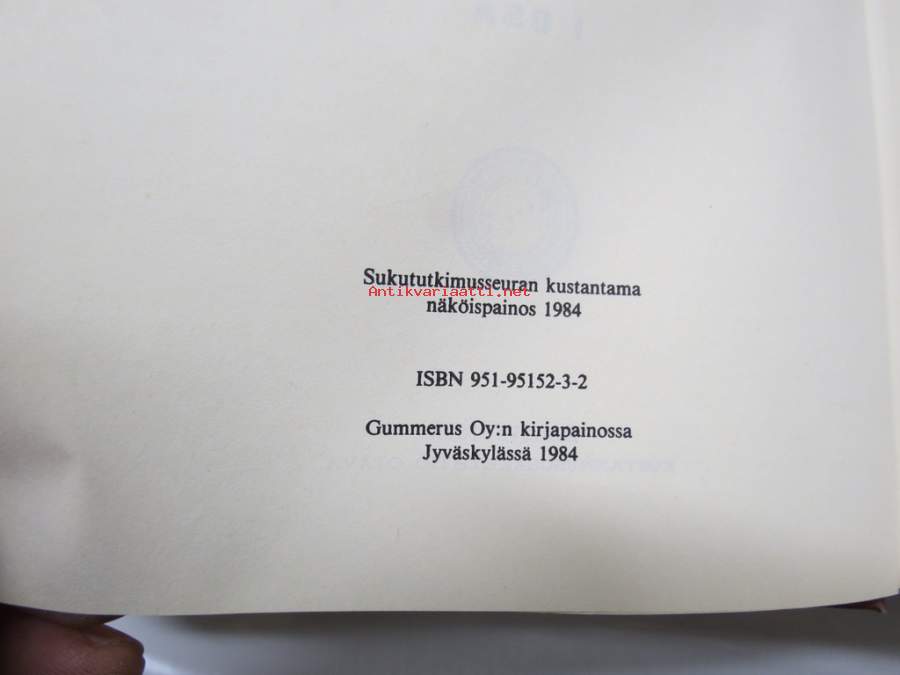 Sukututkimusseuran kustantama
Antikvariaatti.net
näköispainos 1984
ISBN 951-95152-3-2
Gummerus Oy:n kirjapainossa
Jyväskylässä 1984